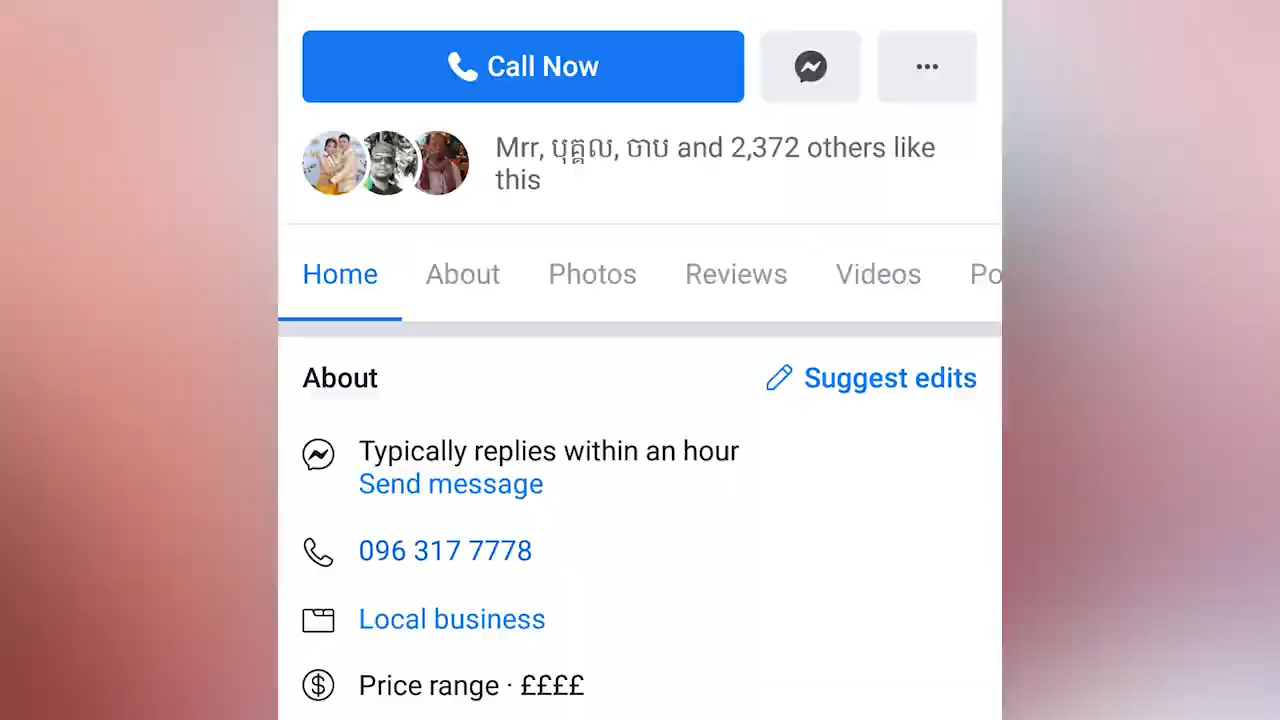 Call Now
Mrr, បុគ្គល, ចាប and 2,372 others like
this
Home About Photos Reviews Videos Po
About
Suggest edits
Typically replies within an hour
Send message
096 317 7778
Local business
Price range · ££££